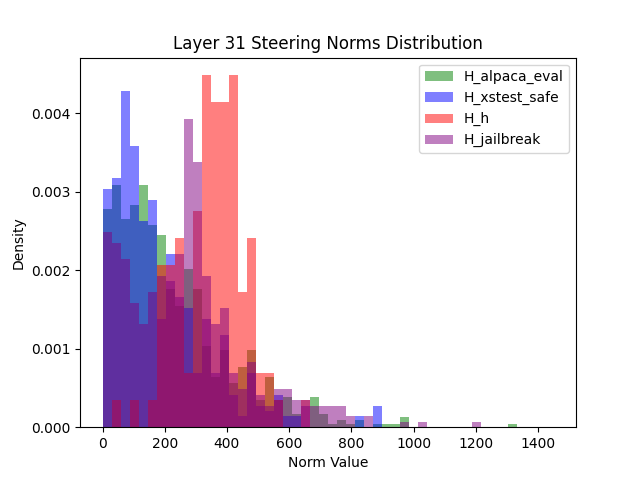 Layer 31 Steering Norms Distribution
H_alpaca_eval
H_xstest_safe
H_h
H_jailbreak
0.004
0.003
0.002
0.001
0.000
Density
0 200 400 600 800 1000 1200 1400
Norm Value